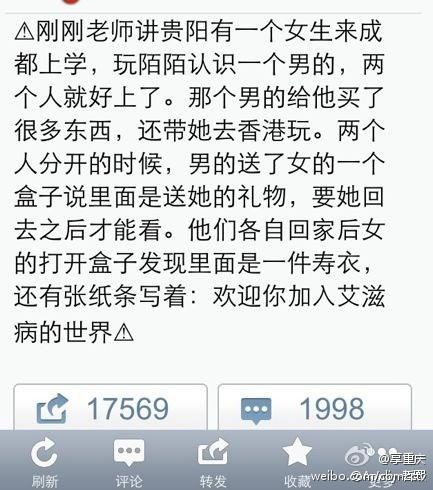 ⚠刚刚老师讲贵阳有一个女生来成
都上学，玩陌陌认识一个男的，两
个人就好上了。那个男的给他买了
很多东西，还带她去香港玩。两个
人分开的时候，男的送了女的一个
盒子说里面是送她的礼物，要她回
去之后才能看。他们各自回家后女
的打开盒子发现里面是一件寿衣，
还有张纸条写着：欢迎你加入艾滋
病的世界⚠
17569 1998
刷新 评论 转发 收藏 更多
@享重庆